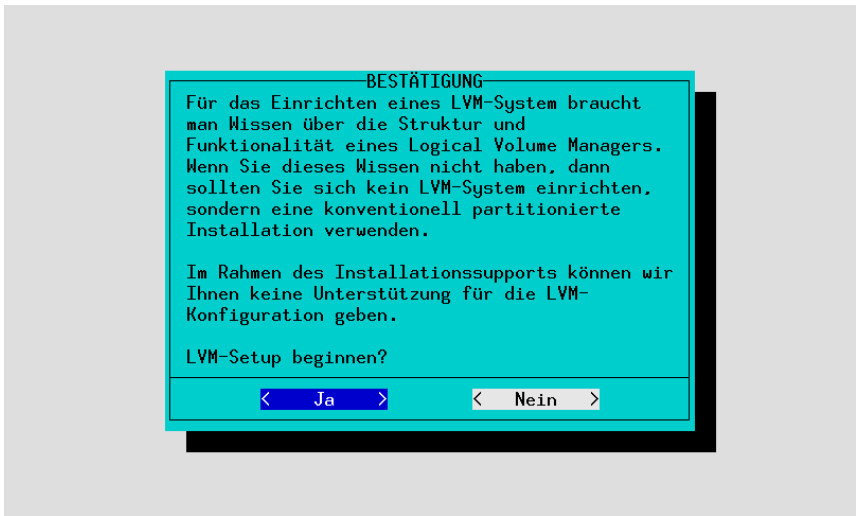 BESTÄTIGUNG
Für das Einrichten eines LVM-System braucht
man Wissen über die Struktur und
Funktionalität eines Logical Volume Managers.
Wenn Sie dieses Wissen nicht haben, dann
sollten Sie sich kein LVM-System einrichten,
sondern eine konventionell partitionierte
Installation verwenden.
Im Rahmen des Installationssupports können wir
Ihnen keine Unterstützung für die LVM-
Konfiguration geben.
LVM-Setup beginnen?
< Ja > < Nein >